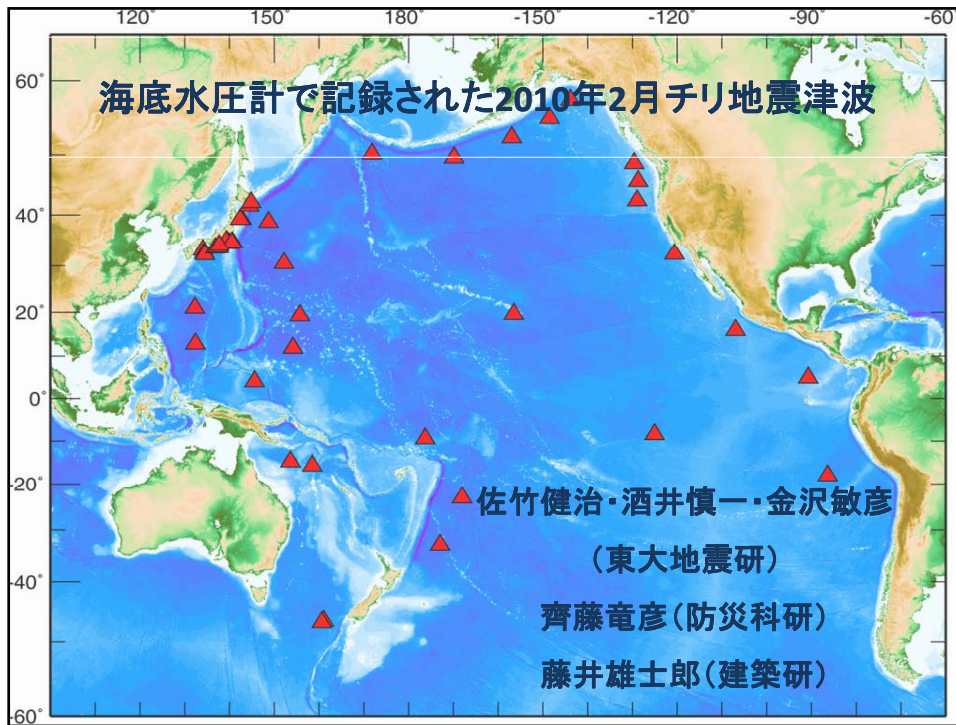 120˚ 150˚ 180˚ -150˚ -120˚ -90˚ -60˚
60˚
海底水圧計で記録された2010年2月チリ地震津波
40˚
20˚
0˚
-20˚
佐竹健治・酒井慎一・金沢敏彦
（東大地震研）
-40˚
齊藤竜彦（防災科研）
藤井雄士郎（建築研）
-60˚